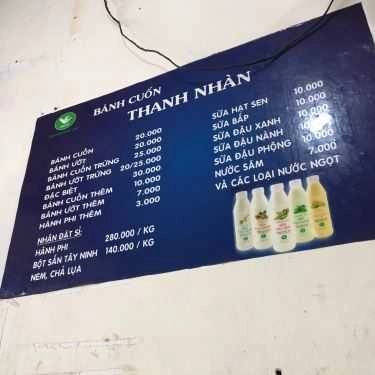 BÁNH CUỐN
THANH NHÀN
BÁNH CUỐN 20.000
BÁNH ƯỚT 20.000
BÁNH CUỐN TRỨNG 25.000
BÁNH ƯỚT TRỨNG 20/25.000
ĐẶC BIỆT 30.000
BÁNH CUỐN THÊM 10.000
BÁNH ƯỚT THÊM 7.000
HÀNH PHI THÊM 3.000
NHẬN ĐẶT SỈ:
HÀNH PHI 280.000 / KG
BỘT SẮN TÂY NINH 140.000 / KG
NEM, CHẢ LỤA
SỮA HẠT SEN 10.000
SỮA BẮP 10.000
SỮA ĐẬU XANH 10.000
SỮA ĐẬU NÀNH 10.000
SỮA ĐẬU PHỘNG 10.000
NƯỚC SÂM 7.000
VÀ CÁC LOẠI NƯỚC NGỌT